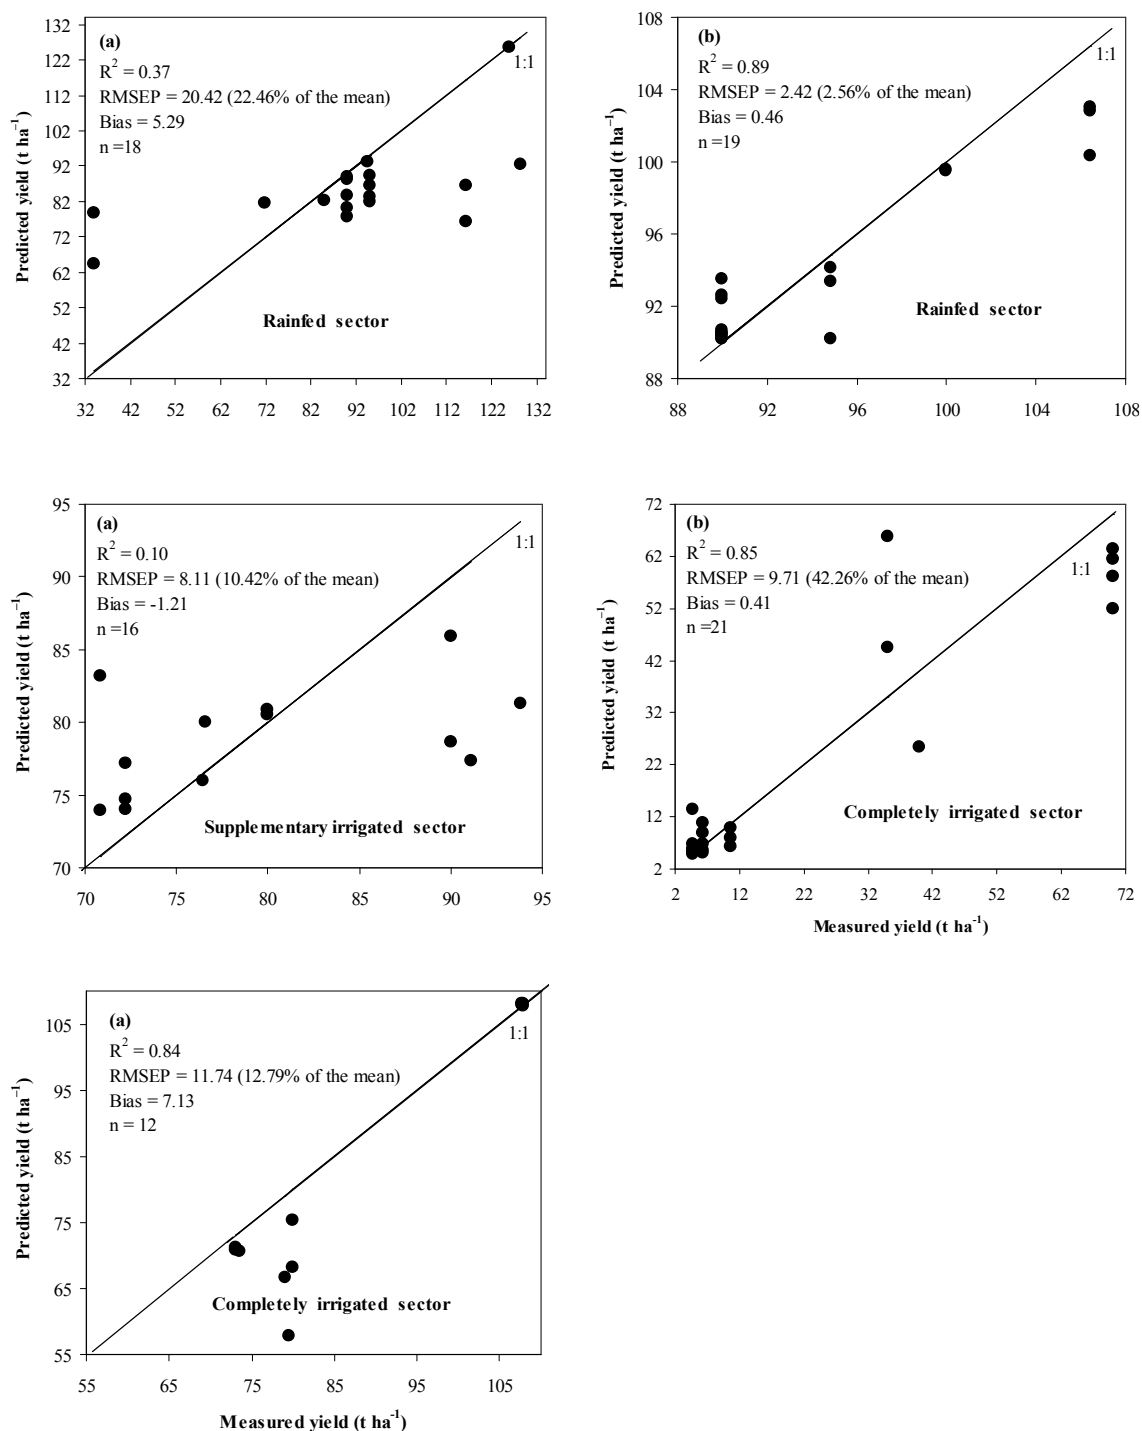 (a)
R² = 0.37
RMSEP = 20.42 (22.46% of the mean)
Bias = 5.29
n =18
1:1
Rainfed sector
Predicted yield (t ha⁻¹)
132
122
112
102
92
82
72
62
52
42
32
32 42 52 62 72 82 92 102 112 122 132
(b)
R² = 0.89
RMSEP = 2.42 (2.56% of the mean)
Bias = 0.46
n =19
1:1
Rainfed sector
Predicted yield (t ha⁻¹)
108
104
100
96
92
88
88 92 96 100 104 108
(a)
R² = 0.10
RMSEP = 8.11 (10.42% of the mean)
Bias = -1.21
n =16
1:1
Supplementary irrigated sector
Predicted yield (t ha⁻¹)
95
90
85
80
75
70
70 75 80 85 90 95
(b)
R² = 0.85
RMSEP = 9.71 (42.26% of the mean)
Bias = 0.41
n =21
1:1
Completely irrigated sector
Predicted yield (t ha⁻¹)
72
62
52
42
32
22
12
2
2 12 22 32 42 52 62 72
Measured yield (t ha⁻¹)
(a)
R² = 0.84
RMSEP = 11.74 (12.79% of the mean)
Bias = 7.13
n = 12
1:1
Completely irrigated sector
Predicted yield (t ha⁻¹)
105
95
85
75
65
55
55 65 75 85 95 105
Measured yield (t ha⁻¹)